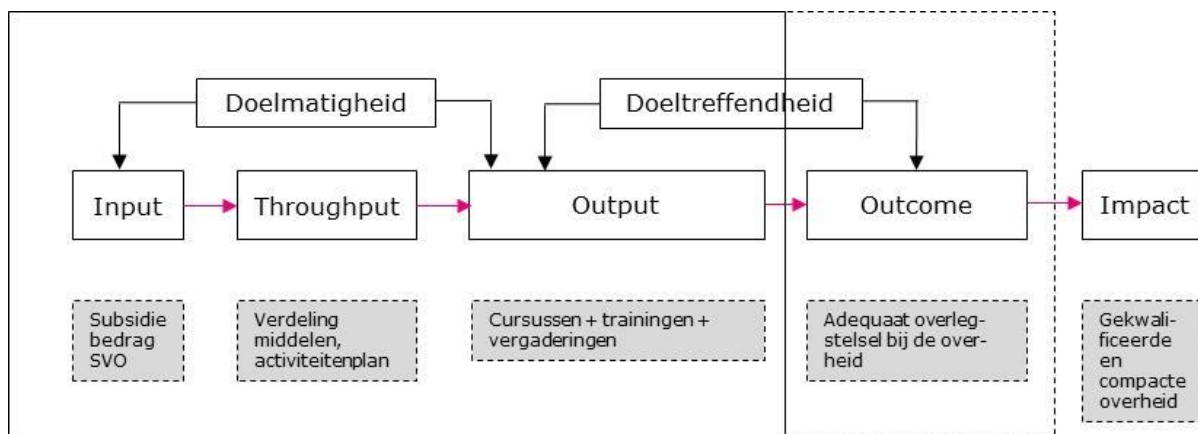 Doelmatigheid
Doeltreffendheid
Input
Throughput
Output
Outcome
Impact
Subsidie
bedrag
SVO
Verdeling
middelen,
activiteitenplan
Cursussen + trainingen +
vergaderingen
Adequaat overleg-
stelsel bij de over-
heid
Gekwali-
ficeerde
en
compacte
overheid